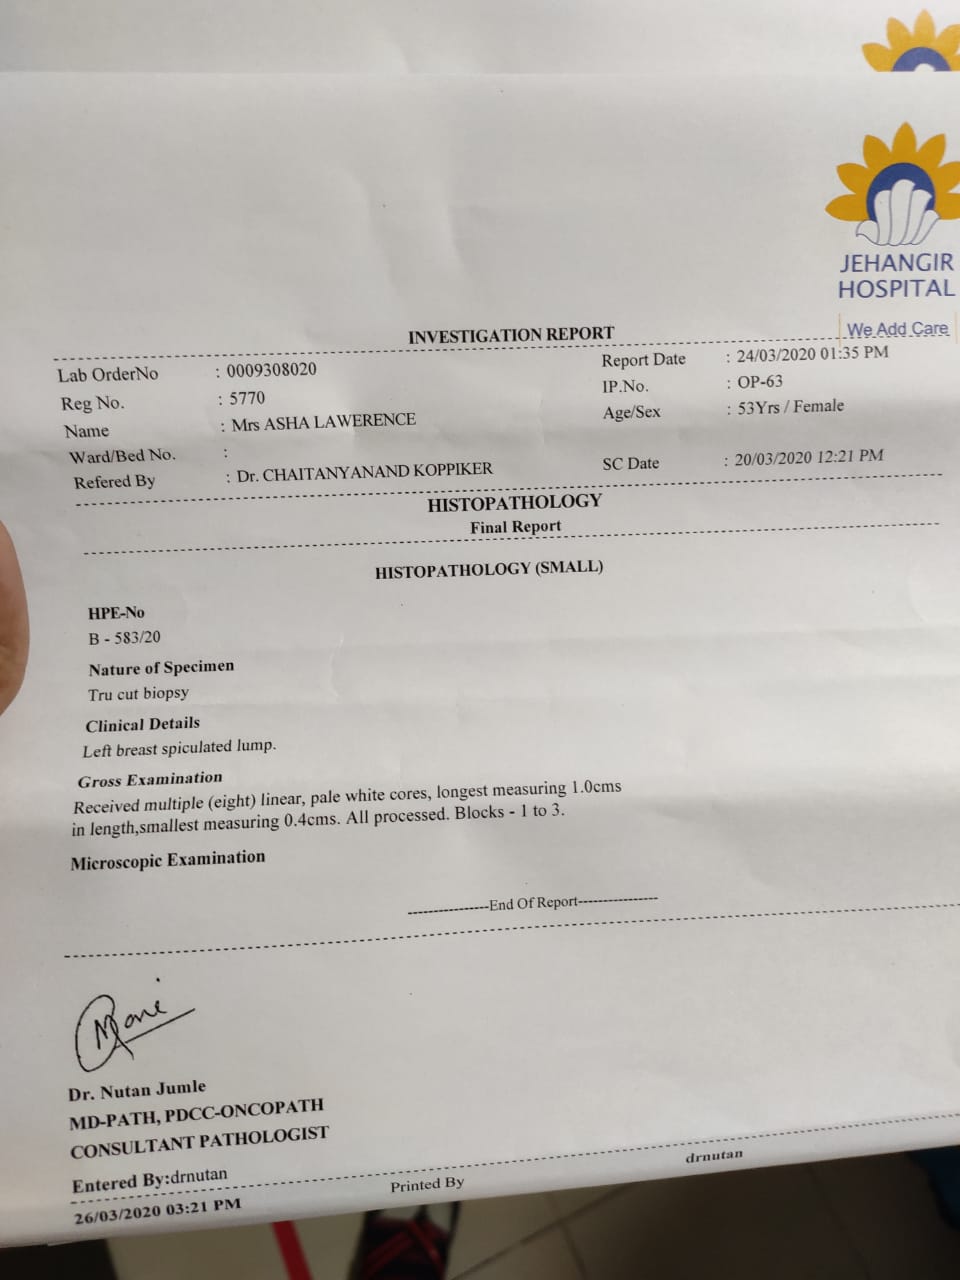 JEHANGIR
HOSPITAL
We Add Care
INVESTIGATION REPORT
Lab OrderNo : 0009308020
Report Date : 24/03/2020 01:35 PM
Reg No. : 5770
IP.No. : OP-63
Name : Mrs ASHA LAWERENCE
Age/Sex : 53Yrs / Female
Ward/Bed No. :
Refered By : Dr. CHAITANYANAND KOPPIKER
SC Date : 20/03/2020 12:21 PM
HISTOPATHOLOGY
Final Report
HISTOPATHOLOGY (SMALL)
HPE-No
B - 583/20
Nature of Specimen
Tru cut biopsy
Clinical Details
Left breast spiculated lump.
Gross Examination
Received multiple (eight) linear, pale white cores, longest measuring 1.0cms
in length,smallest measuring 0.4cms. All processed. Blocks - 1 to 3.
Microscopic Examination
----------------End Of Report----------------
Dr. Nutan Jumle
MD-PATH, PDCC-ONCOPATH
CONSULTANT PATHOLOGIST
Entered By:drnutan
Printed By drnutan
26/03/2020 03:21 PM